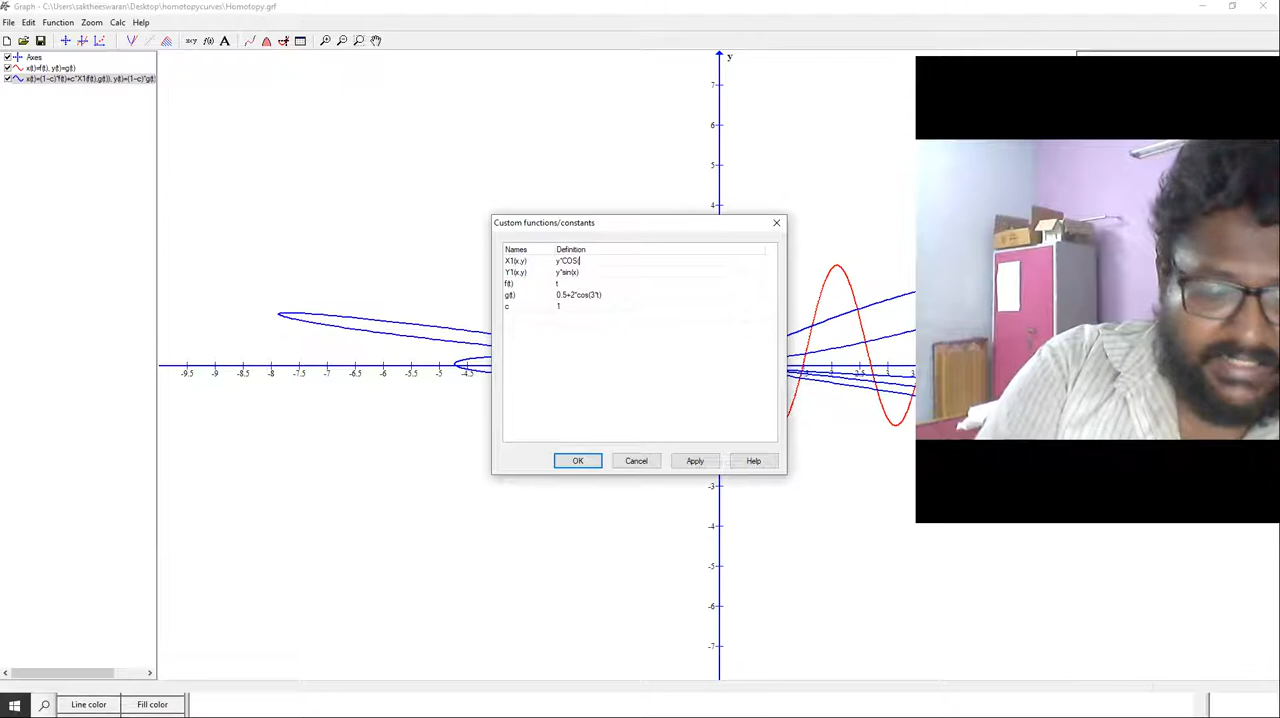 Graph - C:\Users\saktheeswaran\Desktop\homotopycurves\Homotopy.grf
File Edit Function Zoom Calc Help
Axes
x(t)=f(t), y(t)=g(t)
x(t)=(1-c)*f(t)+c*X1(f(t),g(t)), y(t)=(1-c)*g(t)
y
7
6
5
4
Custom functions/constants
Names Definition
X1(x,y) y*COS(
Y1(x,y) y*sin(x)
f(t) t
g(t) 0.5+2*cos(3*t)
c 1
OK Cancel Apply Help
-9.5 -9 -8.5 -8 -7.5 -7 -6.5 -6 -5.5 -5 -4.5
2.5
-3
-4
-5
-6
-7
Line color Fill color